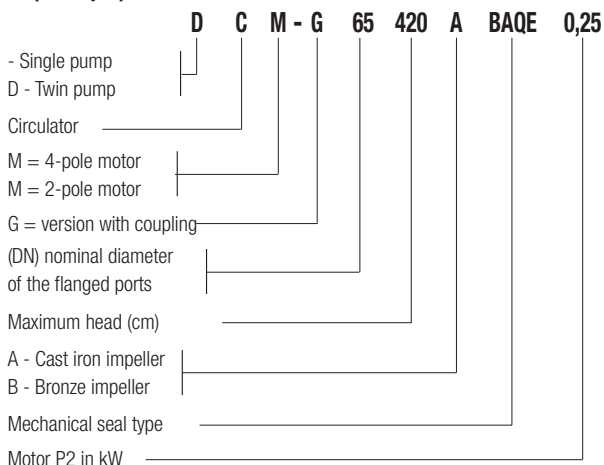 D C M - G 65 420 A BAQE 0,25
- Single pump
D - Twin pump
Circulator
M = 4-pole motor
M = 2-pole motor
G = version with coupling
(DN) nominal diameter
of the flanged ports
Maximum head (cm)
A - Cast iron impeller
B - Bronze impeller
Mechanical seal type
Motor P2 in kW